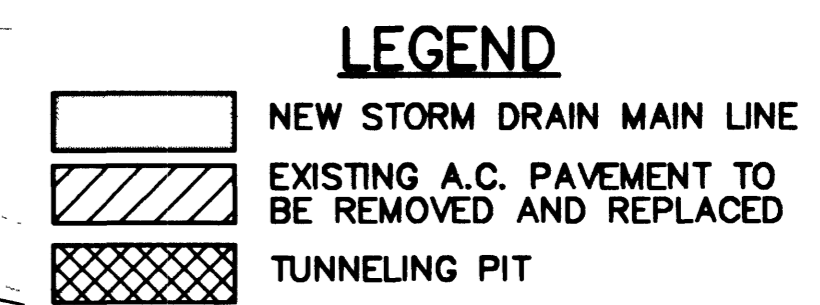 LEGEND
NEW STORM DRAIN MAIN LINE
EXISTING A.C. PAVEMENT TO
BE REMOVED AND REPLACED
TUNNELING PIT